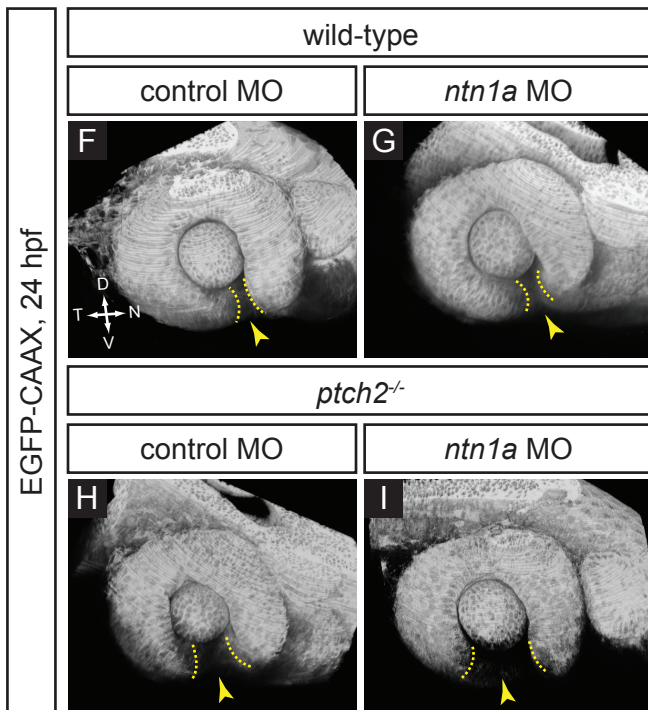 EGFP-CAAX, 24 hpf
wild-type
control MO
ntn1a MO
F
G
D
T N
V
ptch2-/-
control MO
ntn1a MO
H
I